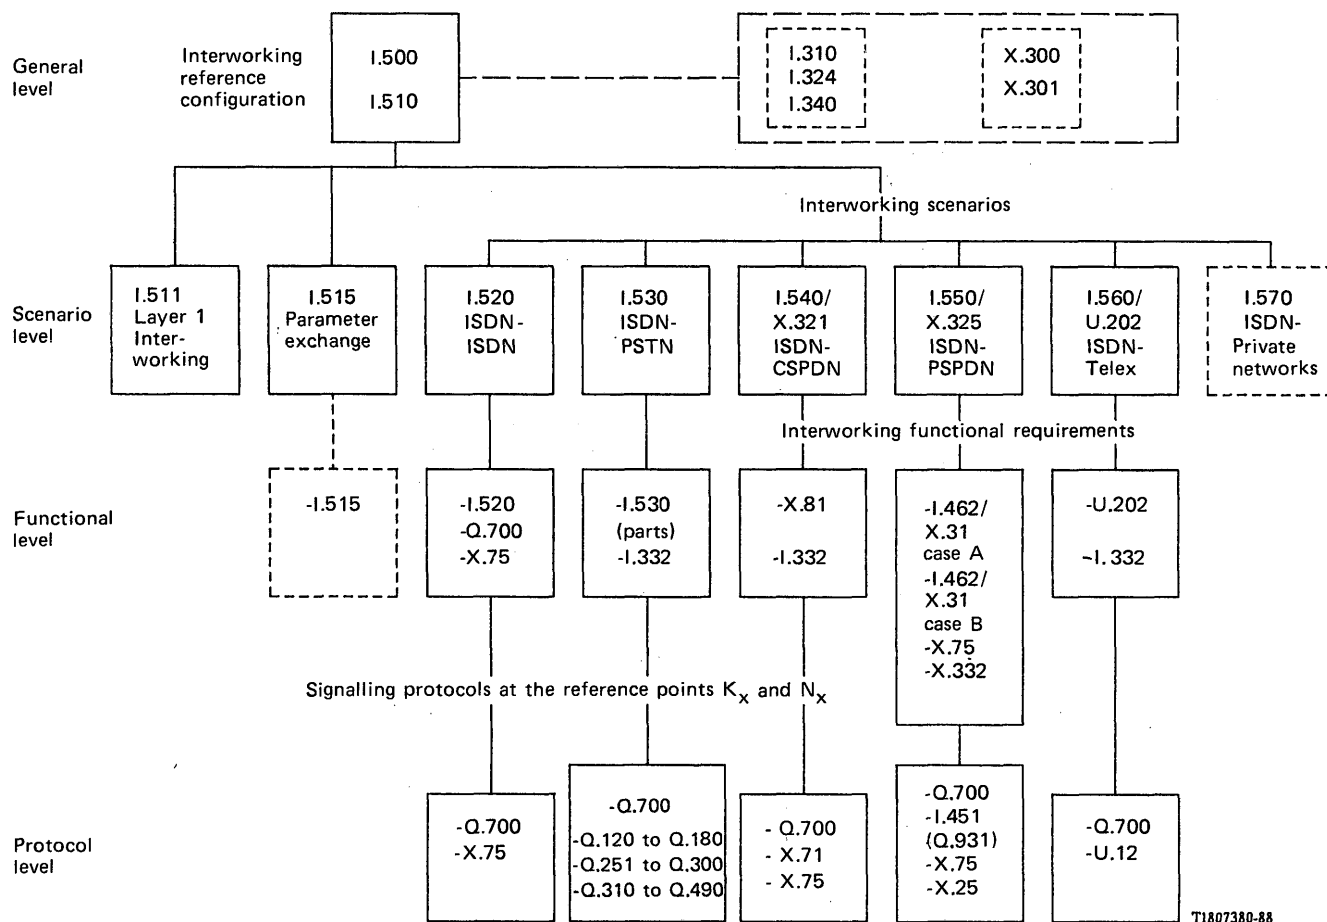 General
level
Interworking
reference
configuration
I.500
I.510
I.310
I.324
I.340
X.300
X.301
Interworking scenarios
Scenario
level
I.511
Layer 1
Inter-
working
I.515
Parameter
exchange
I.520
ISDN-
ISDN
I.530
ISDN-
PSTN
I.540/
X.321
ISDN-
CSPDN
I.550/
X.325
ISDN-
PSPDN
I.560/
U.202
ISDN-
Telex
I.570
ISDN-
Private
networks
Interworking functional requirements
Functional
level
-I.515
-I.520
-Q.700
-X.75
-I.530
(parts)
-I.332
-X.81
-I.332
-I.462/
X.31
case A
-I.462/
X.31
case B
-X.75
-X.332
-U.202
-I.332
Signalling protocols at the reference points Kx and Nx
Protocol
level
-Q.700
-X.75
-Q.700
-Q.120 to Q.180
-Q.251 to Q.300
-Q.310 to Q.490
- Q.700
- X.71
- X.75
-Q.700
-I.451
(Q.931)
-X.75
-X.25
-Q.700
-U.12
T1807380-88